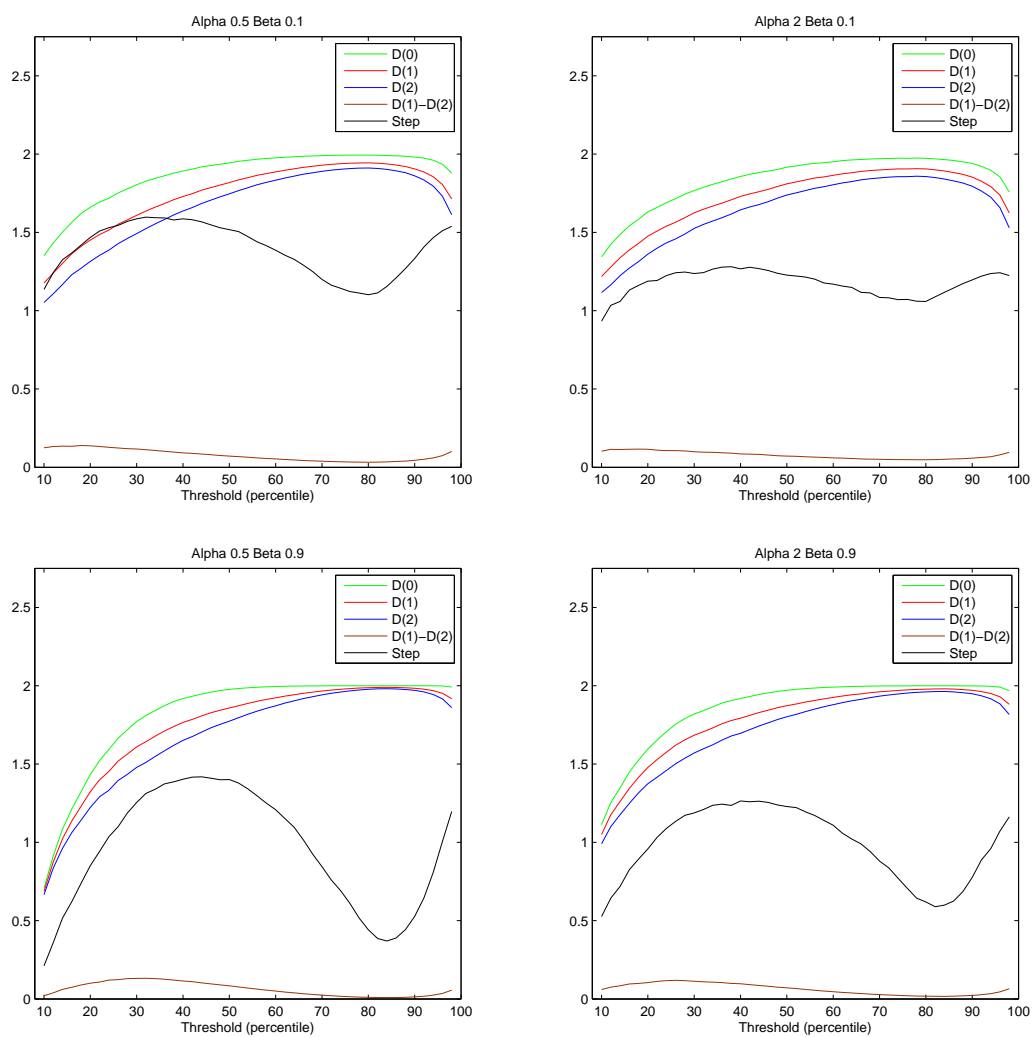 Alpha 0.5 Beta 0.1
2.5
2
1.5
1
0.5
0
D(0)
D(1)
D(2)
D(1)−D(2)
Step
10 20 30 40 50 60 70 80 90 100
Threshold (percentile)
Alpha 2 Beta 0.1
2.5
2
1.5
1
0.5
0
D(0)
D(1)
D(2)
D(1)−D(2)
Step
10 20 30 40 50 60 70 80 90 100
Threshold (percentile)
Alpha 0.5 Beta 0.9
2.5
2
1.5
1
0.5
0
D(0)
D(1)
D(2)
D(1)−D(2)
Step
10 20 30 40 50 60 70 80 90 100
Threshold (percentile)
Alpha 2 Beta 0.9
2.5
2
1.5
1
0.5
0
D(0)
D(1)
D(2)
D(1)−D(2)
Step
10 20 30 40 50 60 70 80 90 100
Threshold (percentile)